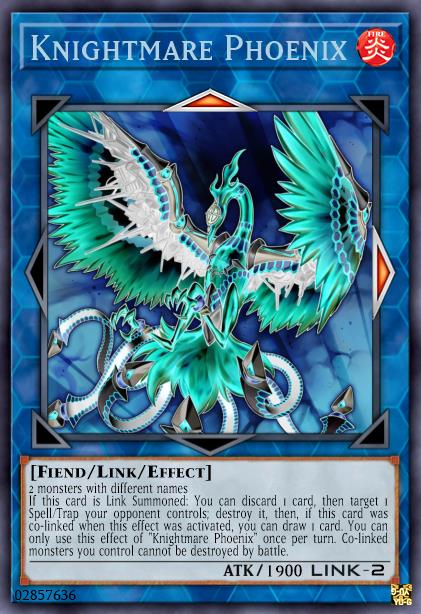 Knightmare Phoenix
FIRE
炎
[Fiend/Link/Effect]
2 monsters with different names
If this card is Link Summoned: You can discard 1 card, then target 1
Spell/Trap your opponent controls; destroy it, then, if this card was
co-linked when this effect was activated, you can draw 1 card. You can
only use this effect of "Knightmare Phoenix" once per turn. Co-linked
monsters you control cannot be destroyed by battle.
ATK/1900 LINK-2
02857636